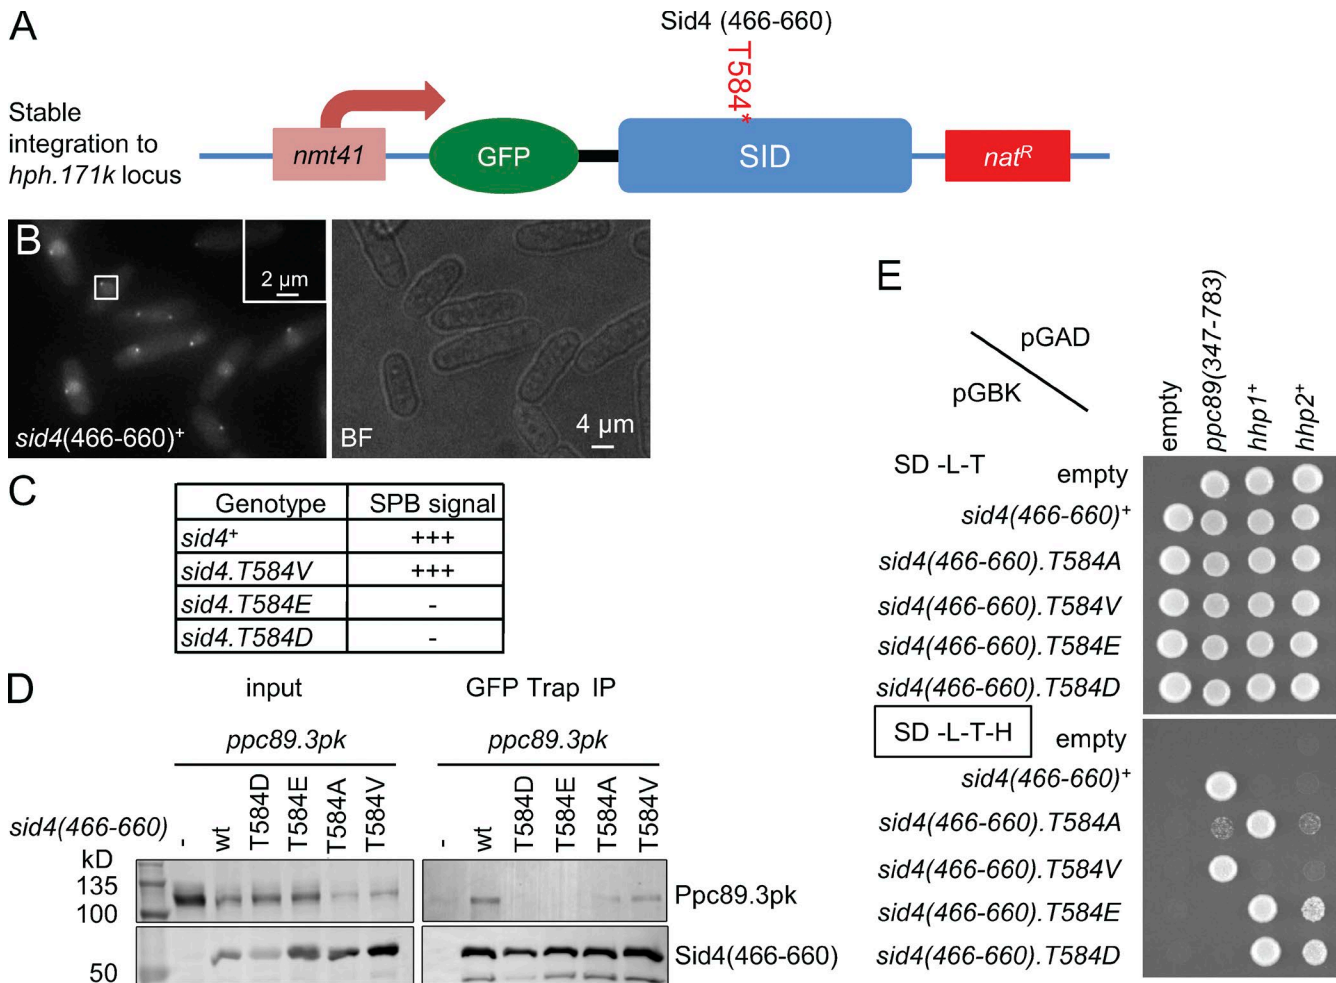 A
Sid4 (466-660)
T584*
Stable
integration to
hph.171k locus
nmt41
GFP
SID
natᴿ
B
2 µm
sid4(466-660)⁺
BF
4 µm
C
Genotype SPB signal
sid4⁺ +++
sid4.T584V +++
sid4.T584E -
sid4.T584D -
D
input GFP Trap IP
ppc89.3pk ppc89.3pk
sid4(466-660) - wt T584D T584E T584A T584V - wt T584D T584E T584A T584V
kD
135
100
Ppc89.3pk
50
Sid4(466-660)
E
pGAD
pGBK
empty ppc89(347-783) hhp1⁺ hhp2⁺
SD -L-T empty
sid4(466-660)⁺
sid4(466-660).T584A
sid4(466-660).T584V
sid4(466-660).T584E
sid4(466-660).T584D
SD -L-T-H empty
sid4(466-660)⁺
sid4(466-660).T584A
sid4(466-660).T584V
sid4(466-660).T584E
sid4(466-660).T584D